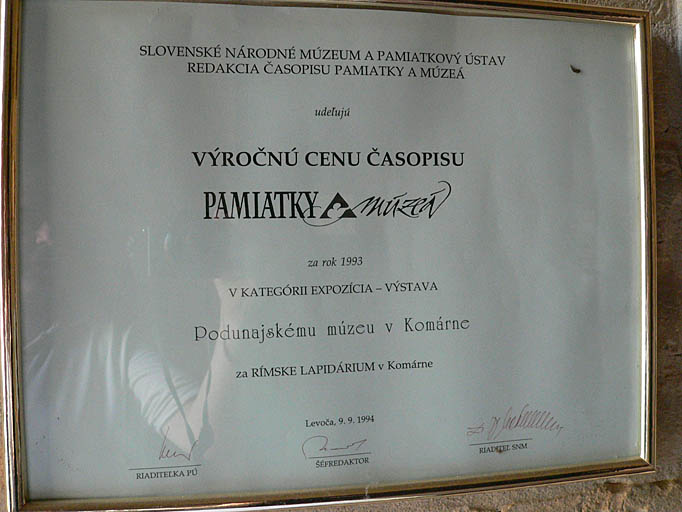 SLOVENSKÉ NÁRODNÉ MÚZEUM A PAMIATKOVÝ ÚSTAV
REDAKCIA ČASOPISU PAMIATKY A MÚZEÁ
udeľujú
VÝROČNÚ CENU ČASOPISU
PAMIATKY A múzeá
za rok 1993
V KATEGÓRII EXPOZÍCIA – VÝSTAVA
Podunajskému múzeu v Komárne
za RÍMSKE LAPIDÁRIUM v Komárne
Levoča, 9. 9. 1994
RIADITEĽKA PÚ
ŠÉFREDAKTOR
RIADITEĽ SNM